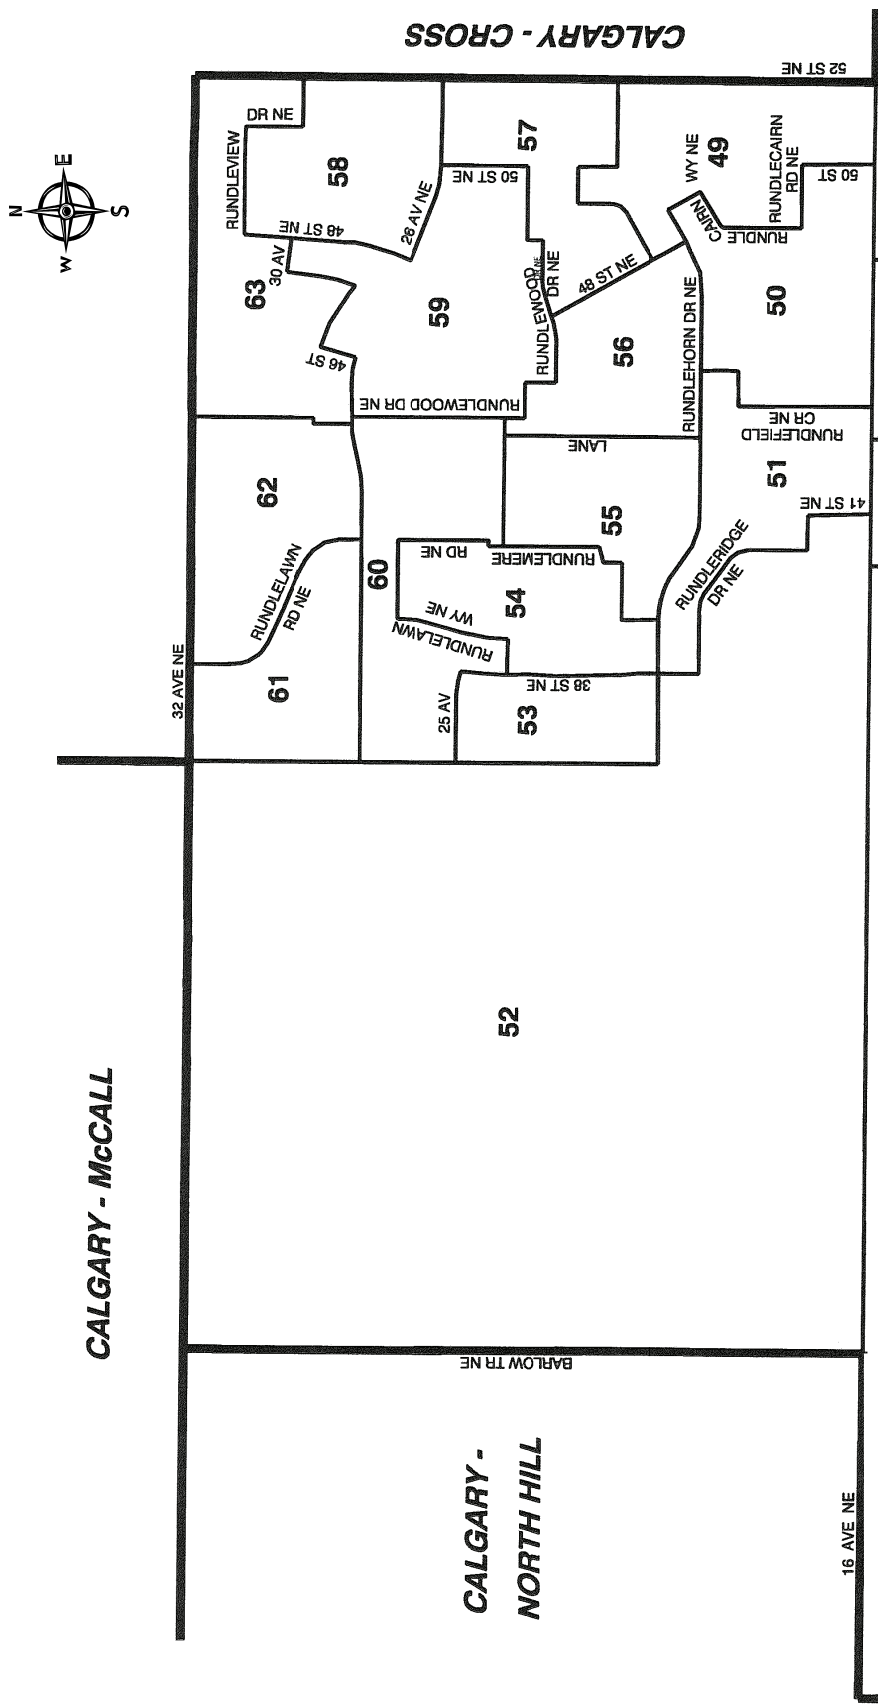 CALGARY - CROSS
52 ST NE
N
E
S
W
RUNDLEVIEW
DR NE
58
48 ST NE
26 AV NE
50 ST NE
57
WY NE
49
CAIRN
RUNDLE
RUNDLECAIRN
RD NE
50 ST
63
30 AV
46 ST
59
RUNDLEWOOD
DR NE
48 ST NE
56
RUNDLEHORN DR NE
50
RUNDLEWOOD DR NE
LANE
RUNDLEFIELD
CR NE
51
41 ST NE
62
RUNDLELAWN
RD NE
60
RD NE
RUNDLEMERE
55
54
RUNDLELAWN
WY NE
RUNDLERIDGE
DR NE
61
32 AVE NE
25 AV
38 ST NE
53
52
CALGARY - McCALL
BARLOW TR NE
CALGARY -
NORTH HILL
16 AVE NE